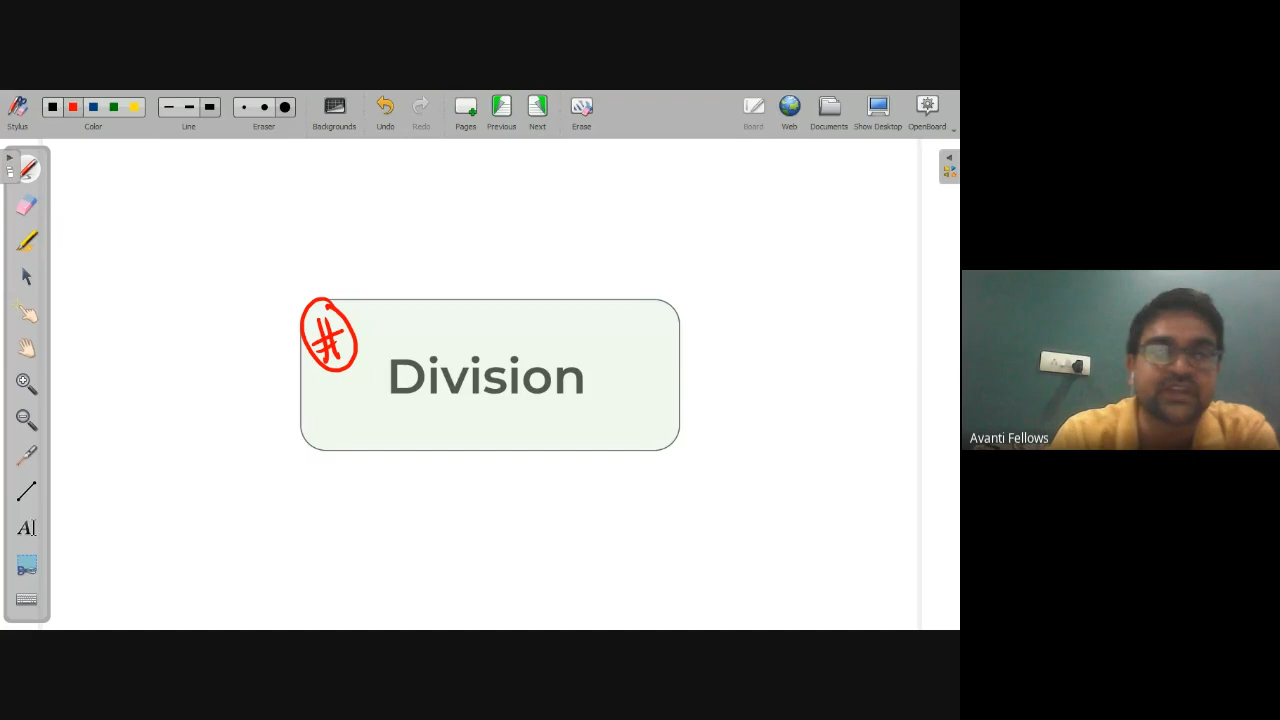 Stylus
Color
Line
Eraser
Backgrounds
Undo
Redo
Pages
Previous
Next
Erase
Board
Web
Documents
Show Desktop
OpenBoard
#
Division
Avanti Fellows